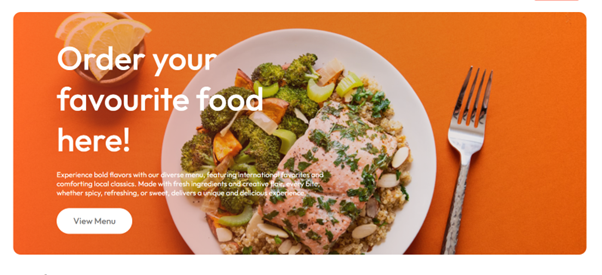 Order your
favourite food
here!
Experience bold flavors with our diverse menu, featuring international favorites and
comforting local classics. Made with fresh ingredients and creative flair, every bite,
whether spicy, refreshing, or sweet, delivers a unique and delicious experience.
View Menu